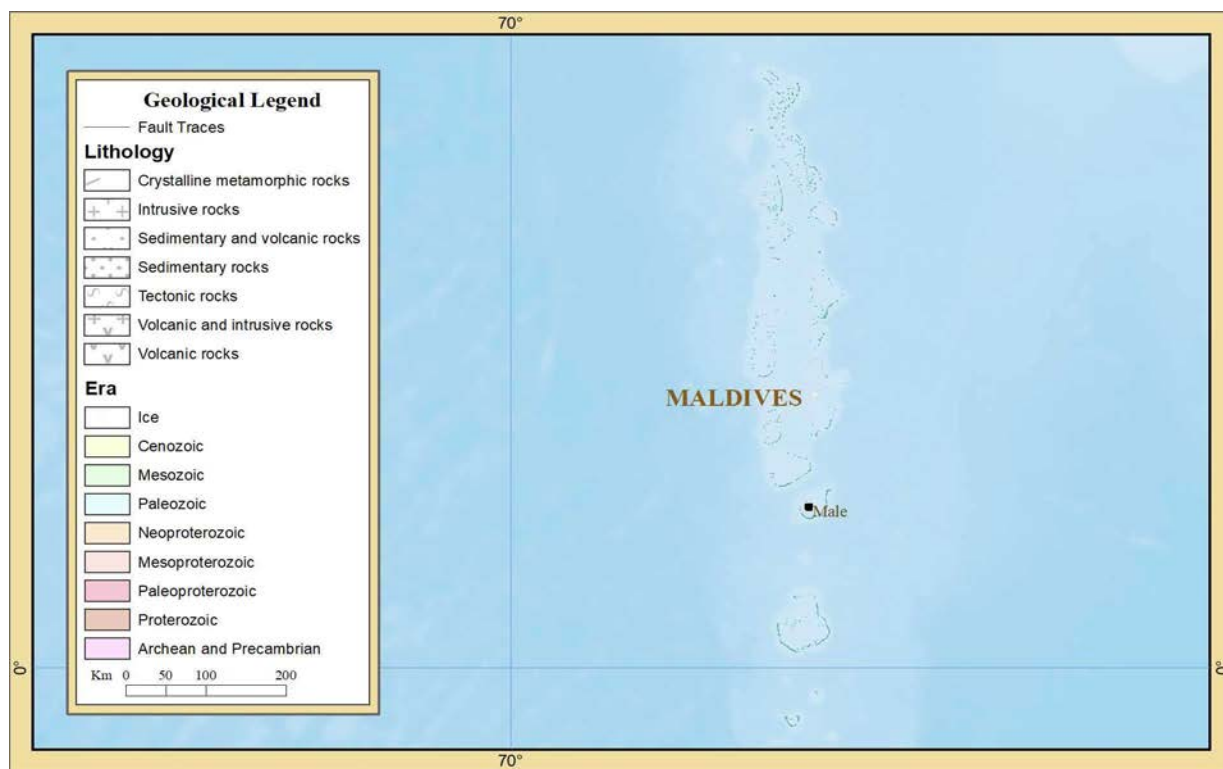 70°
Geological Legend
Fault Traces
Lithology
Crystalline metamorphic rocks
Intrusive rocks
Sedimentary and volcanic rocks
Sedimentary rocks
Tectonic rocks
Volcanic and intrusive rocks
Volcanic rocks
Era
Ice
Cenozoic
Mesozoic
Paleozoic
Neoproterozoic
Mesoproterozoic
Paleoproterozoic
Proterozoic
Archean and Precambrian
Km 0 50 100 200
MALDIVES
Male
0°
0°
70°